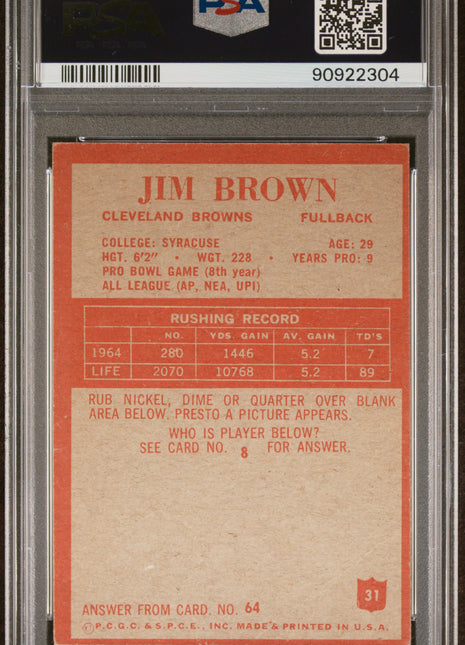 PSA
90922304
JIM BROWN
CLEVELAND BROWNS FULLBACK
COLLEGE: SYRACUSE AGE: 29
HGT. 6'2" • WGT. 228 • YEARS PRO: 9
PRO BOWL GAME (8th year)
ALL LEAGUE (AP, NEA, UPI)
RUSHING RECORD
NO. YDS. GAIN AV. GAIN TD'S
1964 280 1446 5.2 7
LIFE 2070 10768 5.2 89
RUB NICKEL, DIME OR QUARTER OVER BLANK
AREA BELOW. PRESTO A PICTURE APPEARS.
WHO IS PLAYER BELOW?
SEE CARD NO. 8 FOR ANSWER.
31
ANSWER FROM CARD. NO. 64
©P.C.G.C. & S.P.C.E., INC. MADE & PRINTED IN U.S.A.